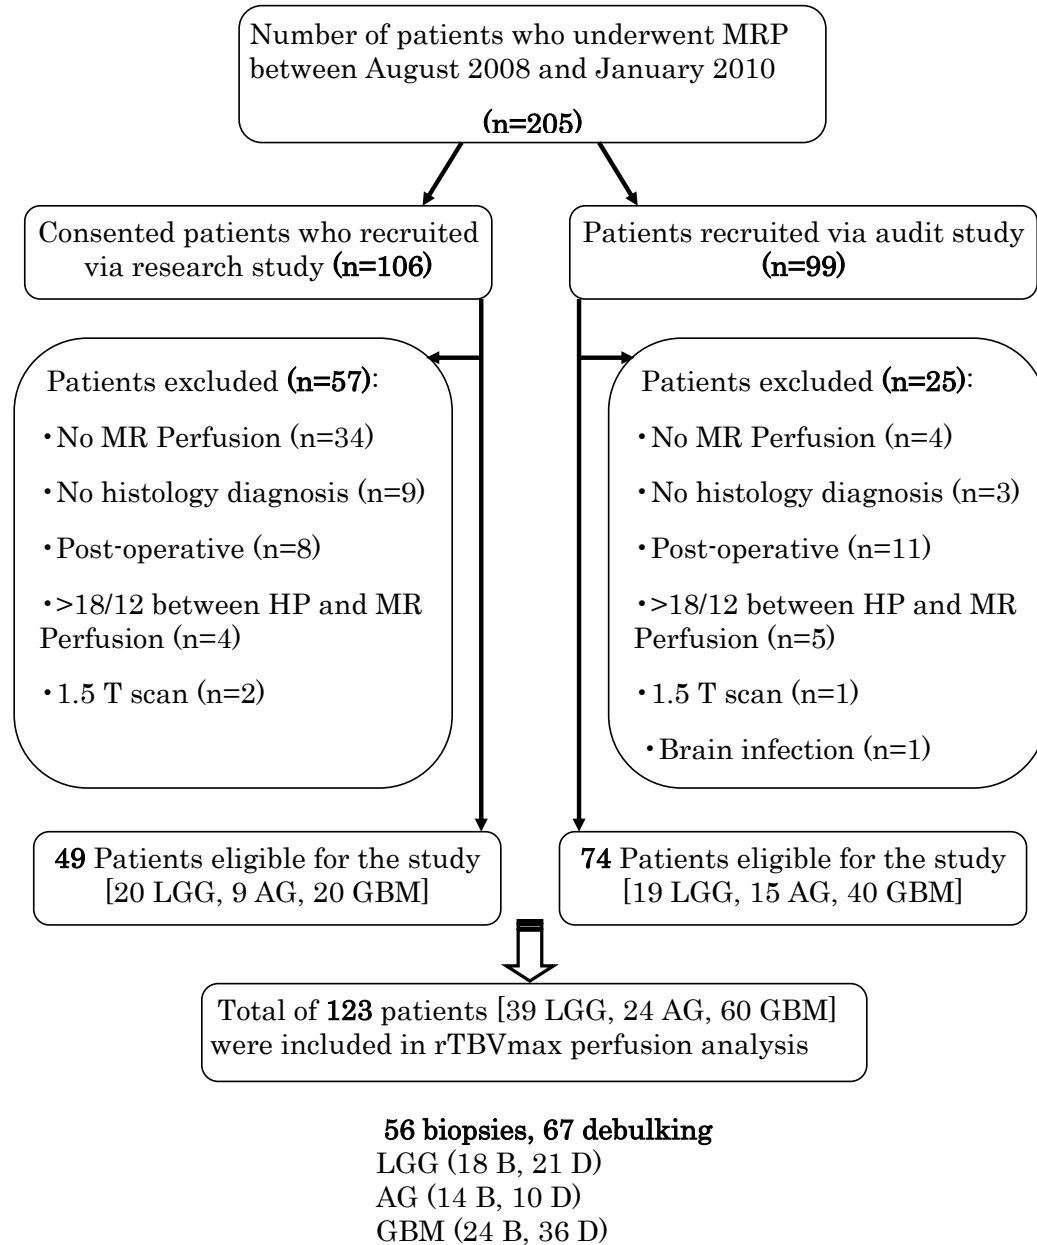 Number of patients who underwent MRP
between August 2008 and January 2010
(n=205)
Consented patients who recruited
via research study (n=106)
Patients recruited via audit study
(n=99)
Patients excluded (n=57):
・No MR Perfusion (n=34)
・No histology diagnosis (n=9)
・Post-operative (n=8)
・>18/12 between HP and MR
Perfusion (n=4)
・1.5 T scan (n=2)
Patients excluded (n=25):
・No MR Perfusion (n=4)
・No histology diagnosis (n=3)
・Post-operative (n=11)
・>18/12 between HP and MR
Perfusion (n=5)
・1.5 T scan (n=1)
・Brain infection (n=1)
49 Patients eligible for the study
[20 LGG, 9 AG, 20 GBM]
74 Patients eligible for the study
[19 LGG, 15 AG, 40 GBM]
Total of 123 patients [39 LGG, 24 AG, 60 GBM]
were included in rTBVmax perfusion analysis
56 biopsies, 67 debulking
LGG (18 B, 21 D)
AG (14 B, 10 D)
GBM (24 B, 36 D)